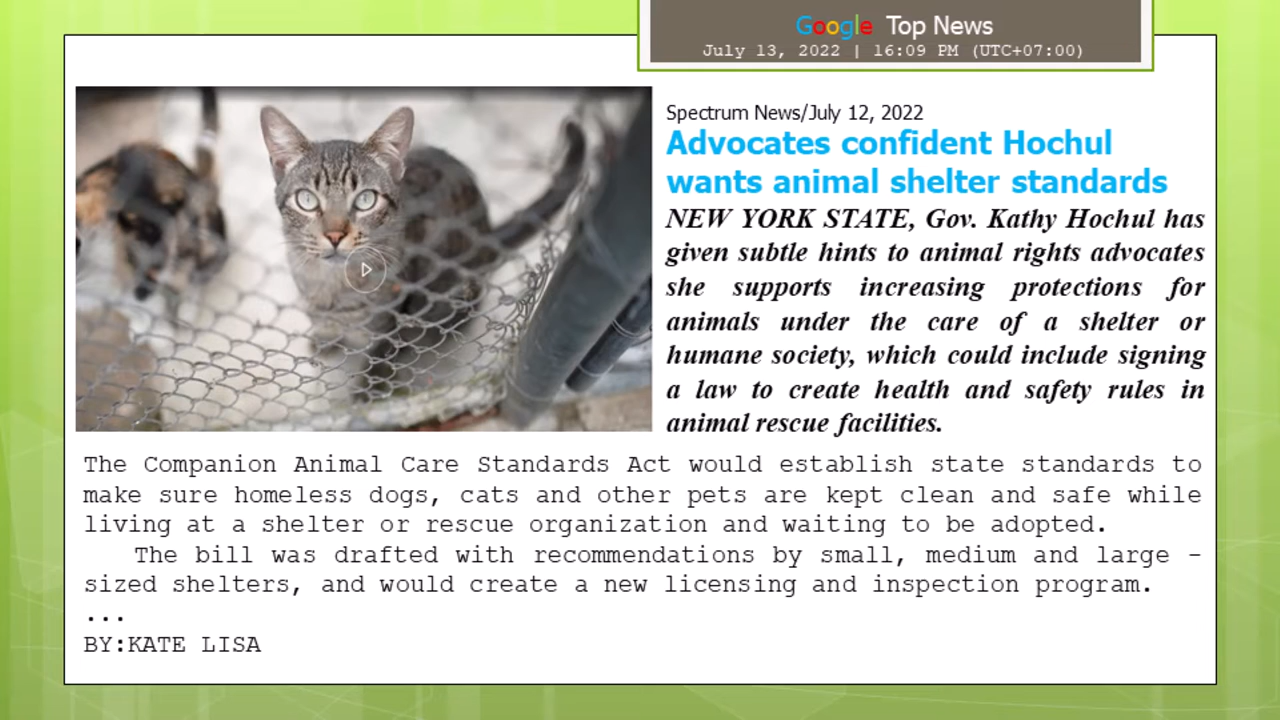 Google Top News
July 13, 2022 | 16:09 PM (UTC+07:00)
Spectrum News/July 12, 2022
Advocates confident Hochul
wants animal shelter standards
NEW YORK STATE, Gov. Kathy Hochul has
given subtle hints to animal rights advocates
she supports increasing protections for
animals under the care of a shelter or
humane society, which could include signing
a law to create health and safety rules in
animal rescue facilities.
The Companion Animal Care Standards Act would establish state standards to
make sure homeless dogs, cats and other pets are kept clean and safe while
living at a shelter or rescue organization and waiting to be adopted.
The bill was drafted with recommendations by small, medium and large -
sized shelters, and would create a new licensing and inspection program.
...
BY:KATE LISA